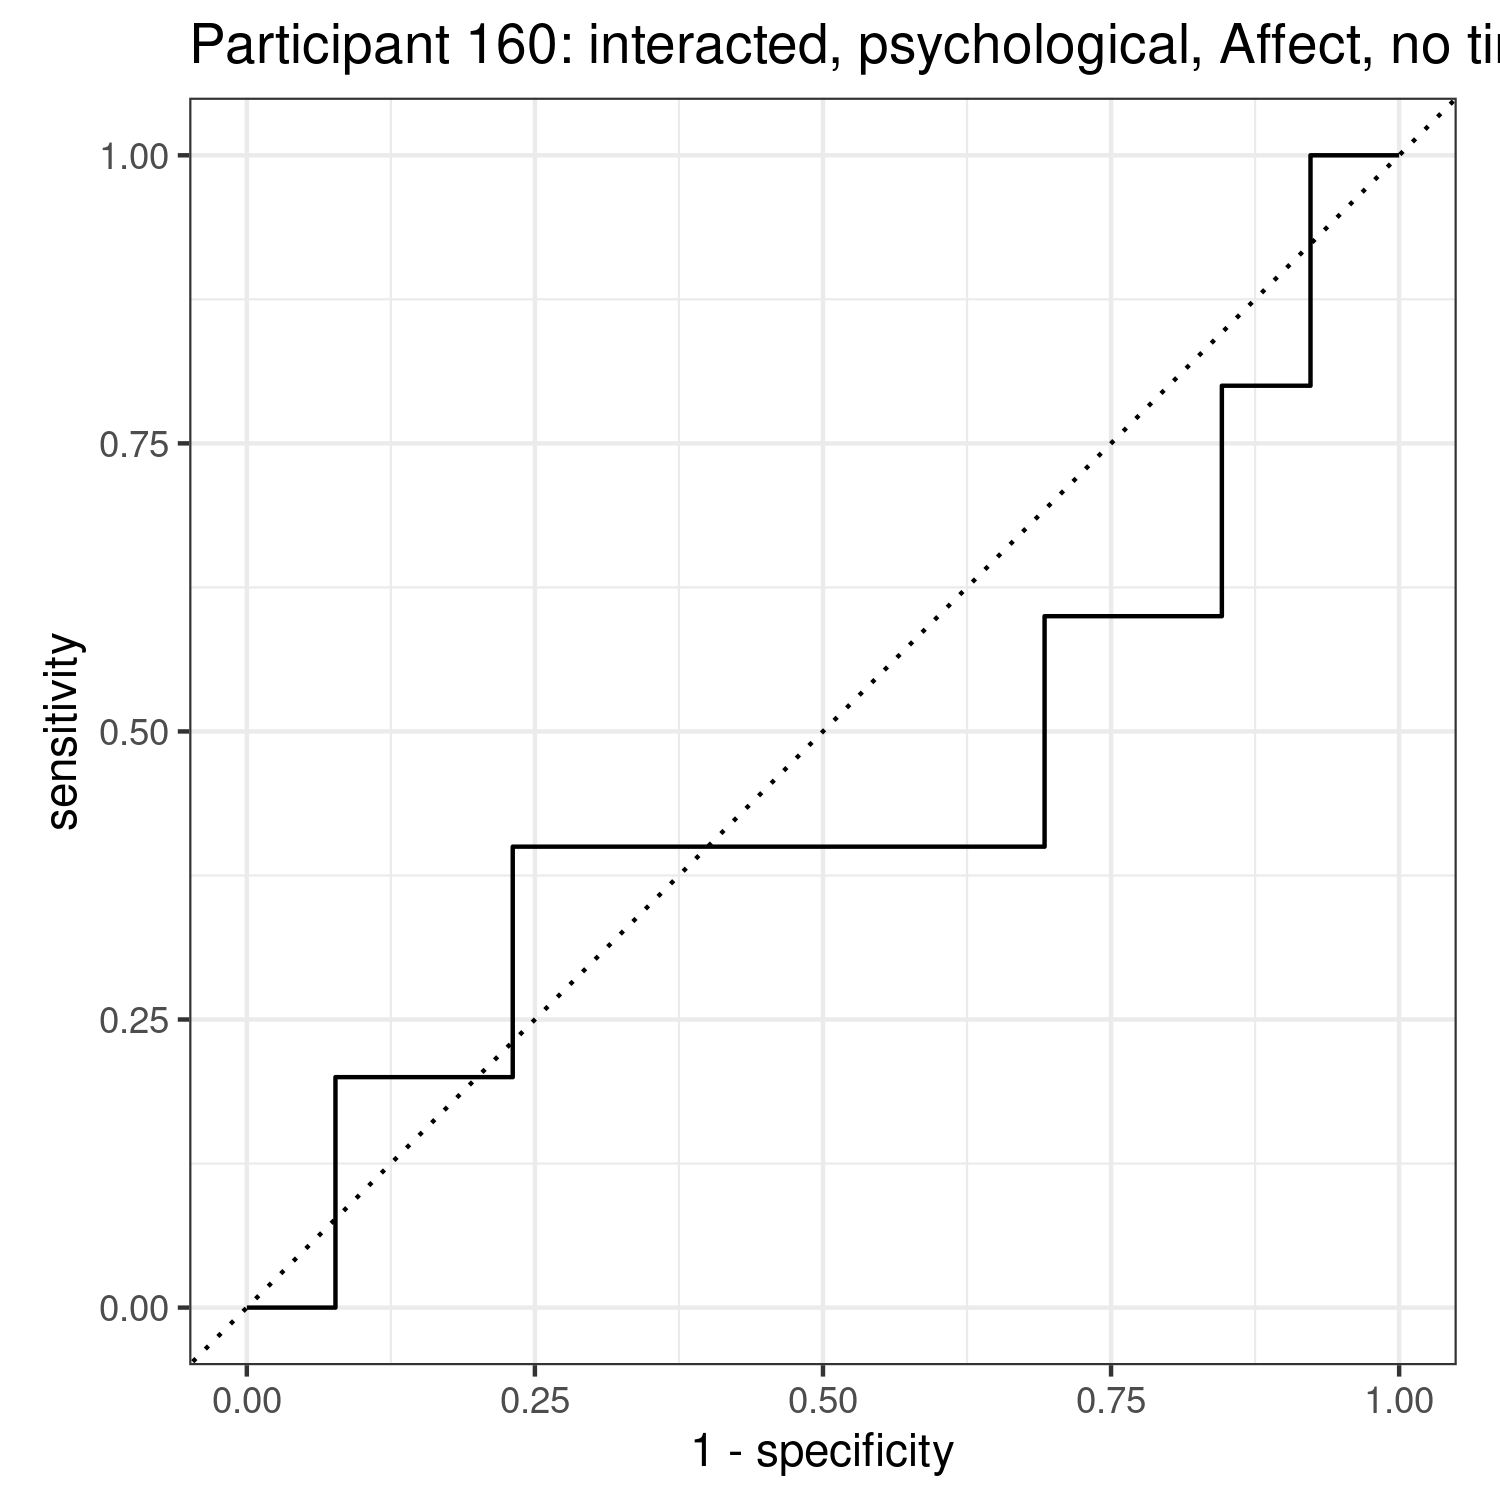 Participant 160: interacted, psychological, Affect, no
1.00
0.75
0.50
0.25
0.00
sensitivity
0.00 0.25 0.50 0.75 1.00
1 - specificity